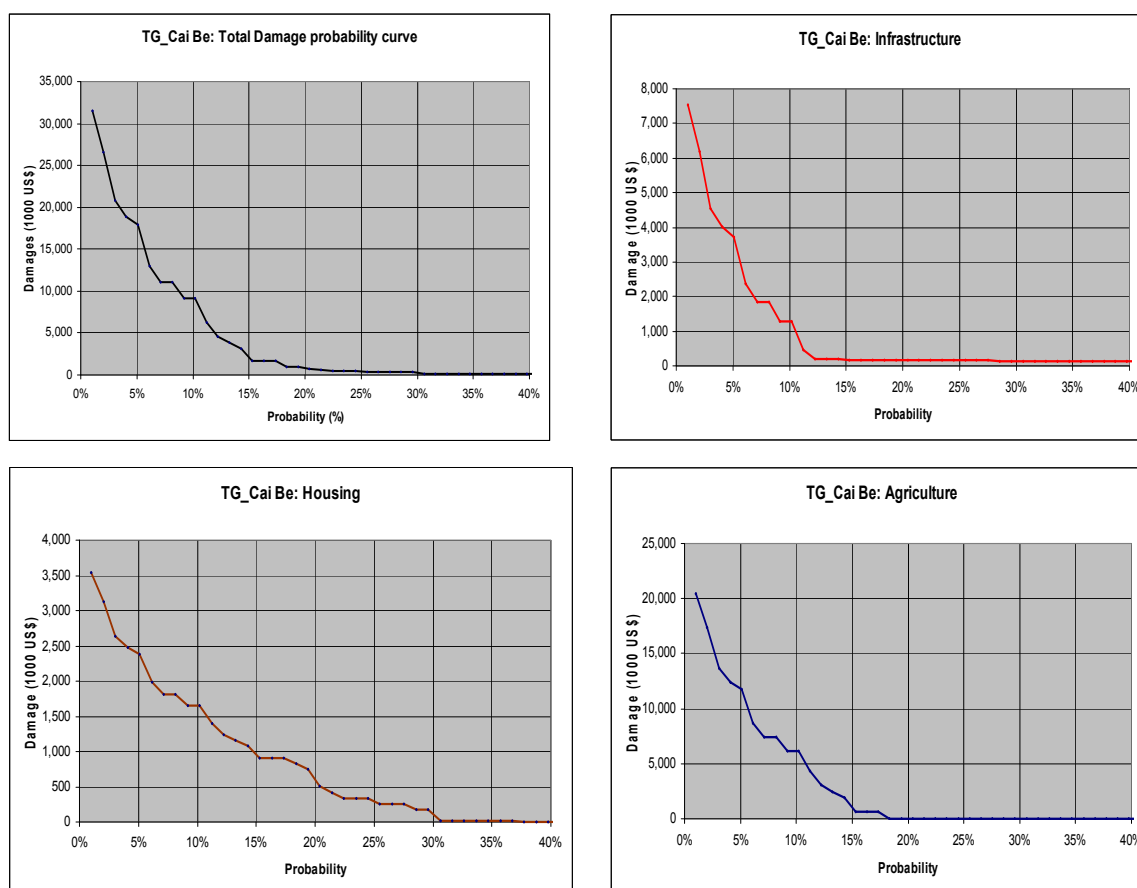 TG_Cai Be: Total Damage probability curve
35,000
30,000
25,000
20,000
15,000
10,000
5,000
0
Damages (1000 US$)
0% 5% 10% 15% 20% 25% 30% 35% 40%
Probability (%)
TG_Cai Be: Infrastructure
8,000
7,000
6,000
5,000
4,000
3,000
2,000
1,000
0
Damage (1000 US$)
0% 5% 10% 15% 20% 25% 30% 35% 40%
Probability
TG_Cai Be: Housing
4,000
3,500
3,000
2,500
2,000
1,500
1,000
500
0
Damage (1000 US$)
0% 5% 10% 15% 20% 25% 30% 35% 40%
Probability
TG_Cai Be: Agriculture
25,000
20,000
15,000
10,000
5,000
0
Damage (1000 US$)
0% 5% 10% 15% 20% 25% 30% 35% 40%
Probability